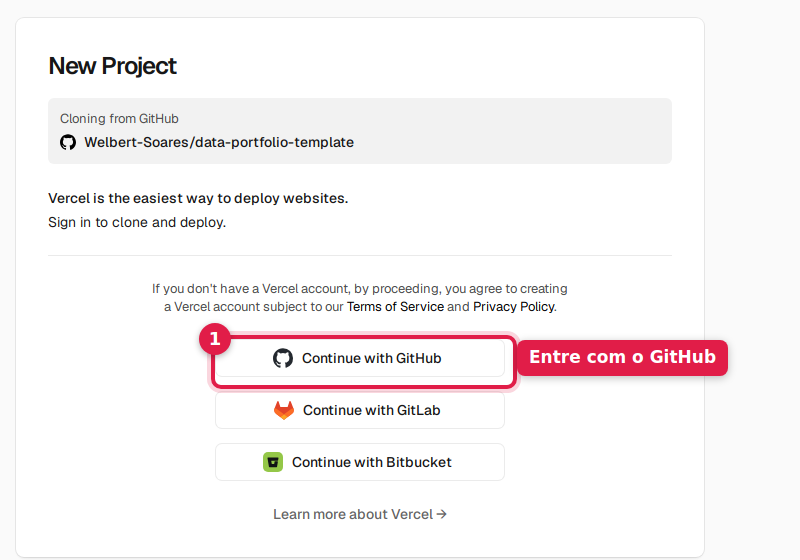 New Project
Cloning from GitHub
Welbert-Soares/data-portfolio-template
Vercel is the easiest way to deploy websites.
Sign in to clone and deploy.
If you don't have a Vercel account, by proceeding, you agree to creating
a Vercel account subject to our Terms of Service and Privacy Policy.
1
Continue with GitHub
Entre com o GitHub
Continue with GitLab
Continue with Bitbucket
Learn more about Vercel →